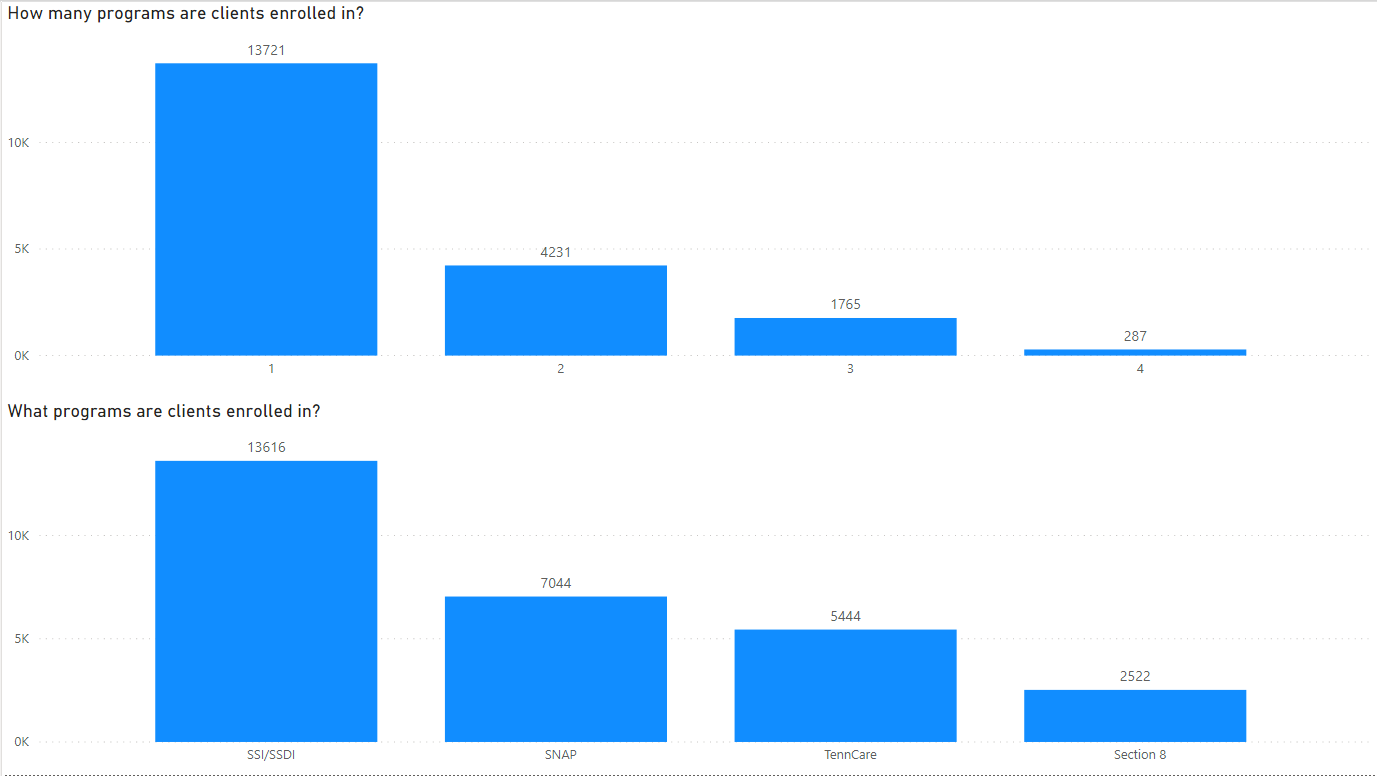 How many programs are clients enrolled in?
13721
10K
4231
5K
1765
287
0K
1 2 3 4
What programs are clients enrolled in?
13616
10K
7044
5444
5K
2522
0K
SSI/SSDI SNAP TennCare Section 8